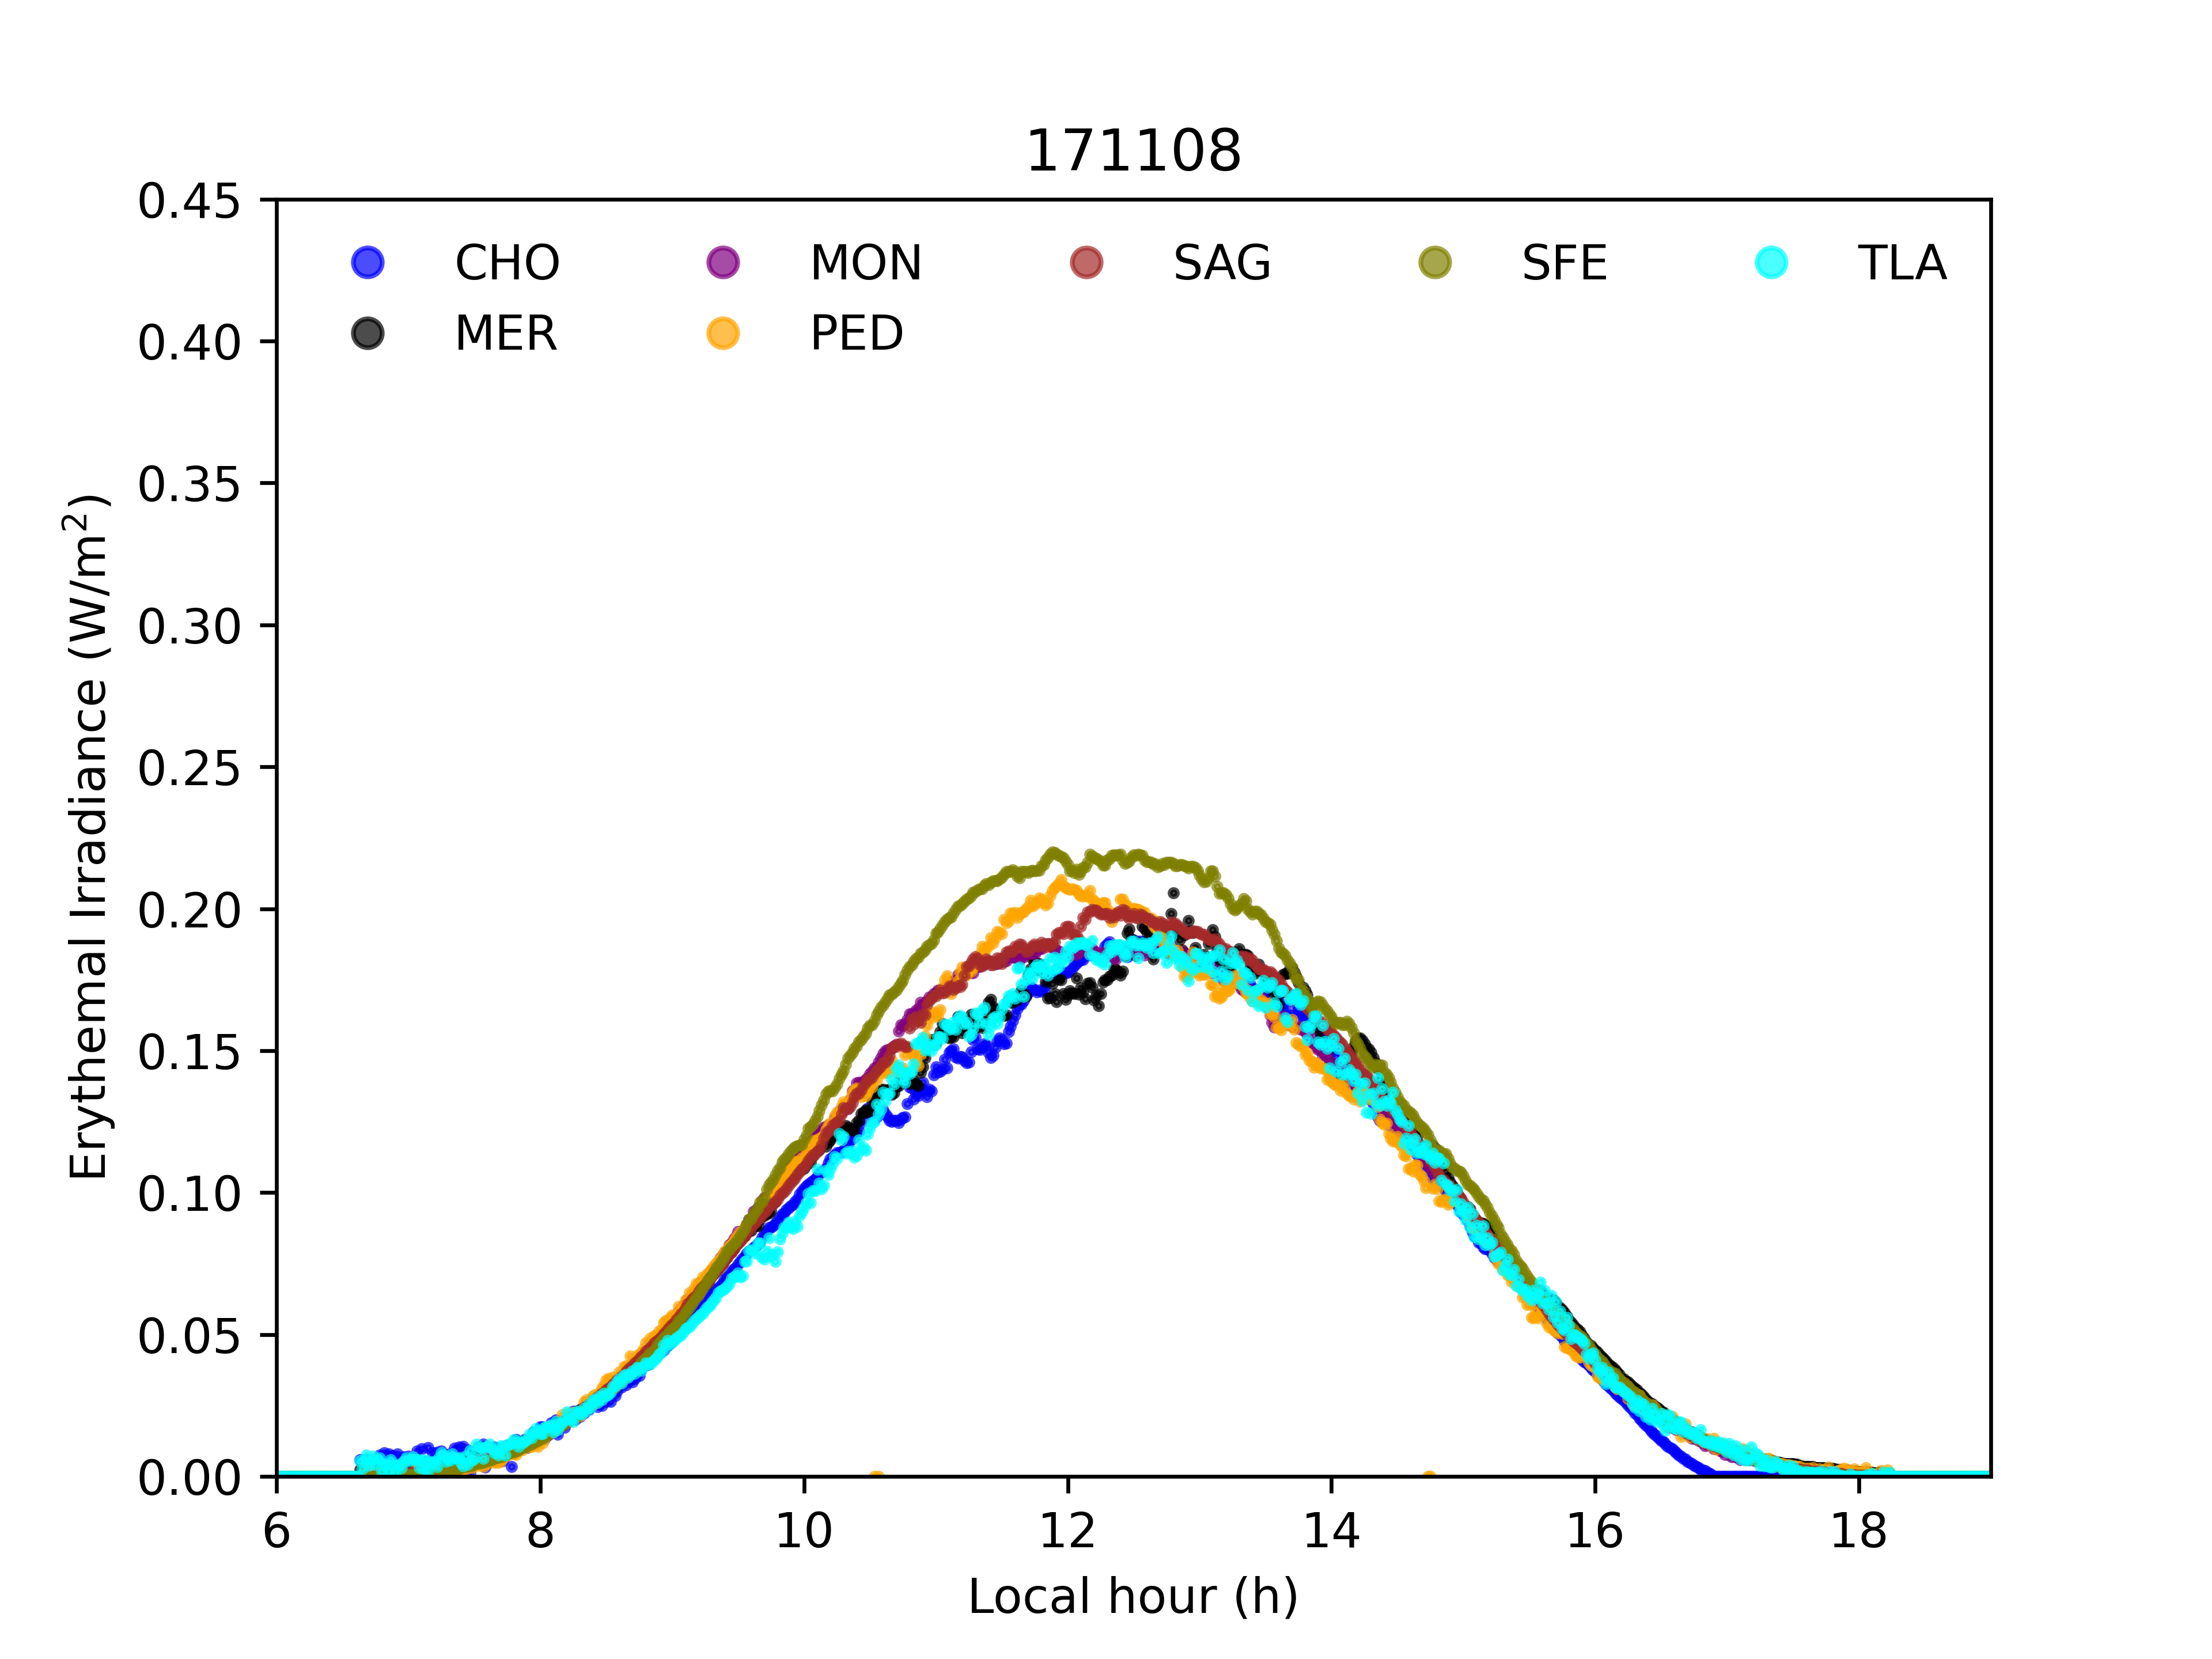 171108
0.45
0.40
0.35
0.30
0.25
0.20
0.15
0.10
0.05
0.00
Erythemal Irradiance (W/m²)
CHO MON SAG SFE TLA
MER PED
6 8 10 12 14 16 18
Local hour (h)